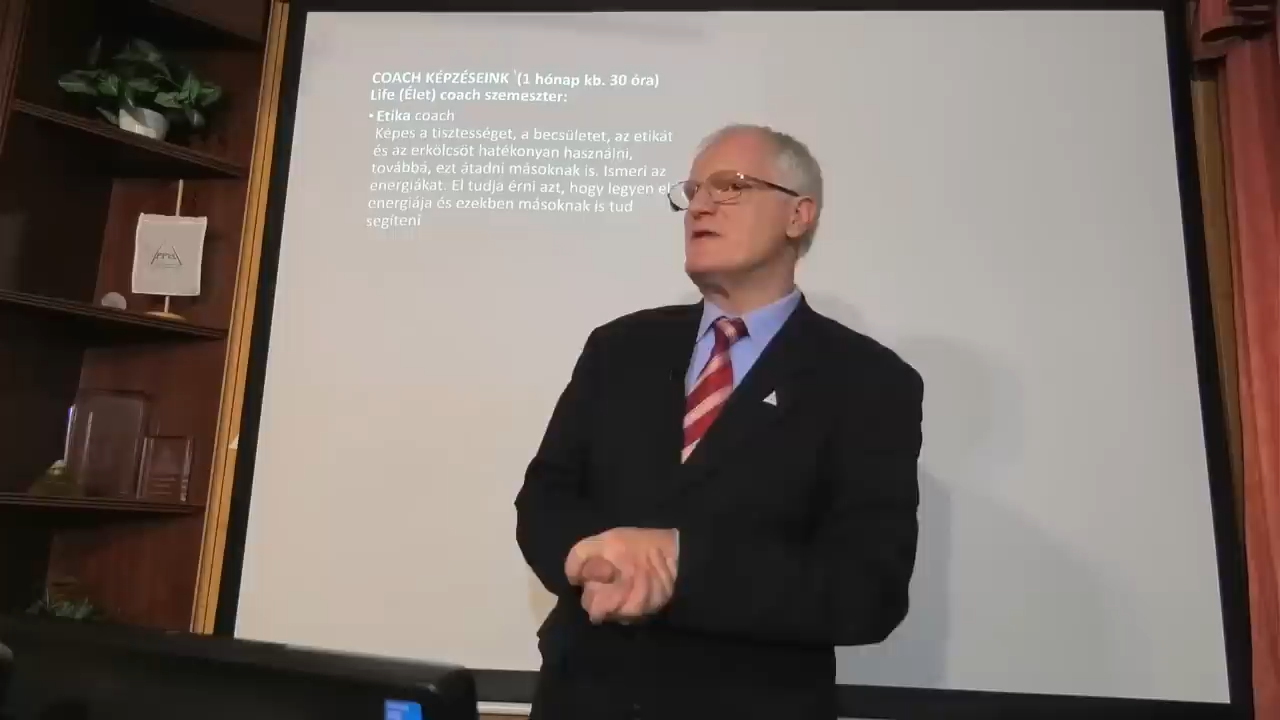 COACH KÉPZÉSEINK (1 hónap kb. 30 óra)
Life (Élet) coach szemeszter:
• Etika coach
Képes a tisztességet, a becsületet, az etikát
és az erkölcsöt hatékonyan használni,
továbbá, ezt átadni másoknak is. Ismeri az
energiákat. El tudja érni azt, hogy legyen el
energiája és ezekben másoknak is tud
segíteni